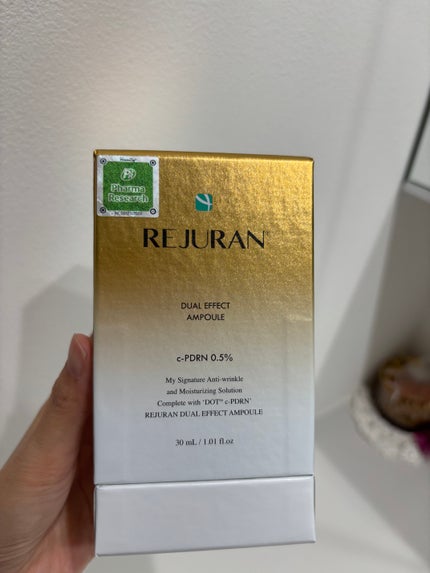 Pharma
Research
REJURAN®
DUAL EFFECT
AMPOULE
c-PDRN 0.5%
My Signature Anti-wrinkle
and Moisturizing Solution
Complete with 'DOT™ c-PDRN'
REJURAN DUAL EFFECT AMPOULE
30 mL / 1.01 fl.oz